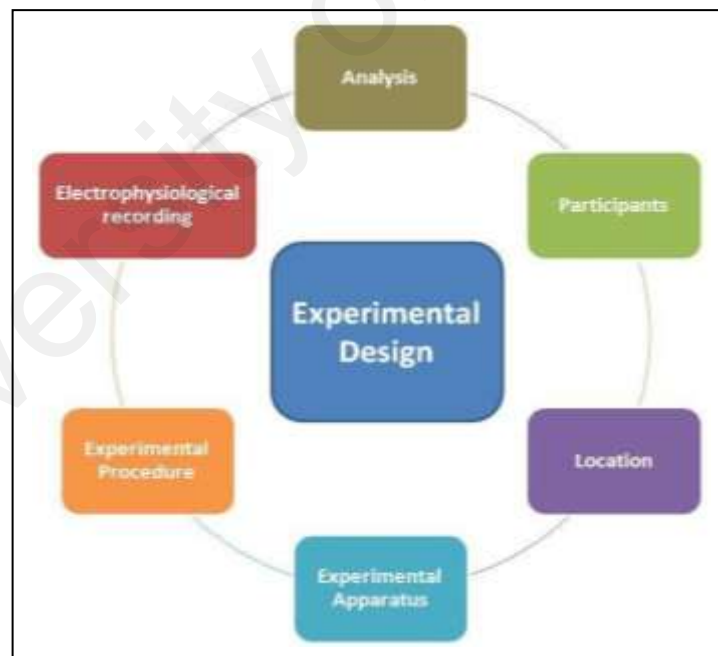 Analysis
Participants
Location
Experimental
Apparatus
Experimental
Procedure
Electrophysiological
recording
Experimental
Design